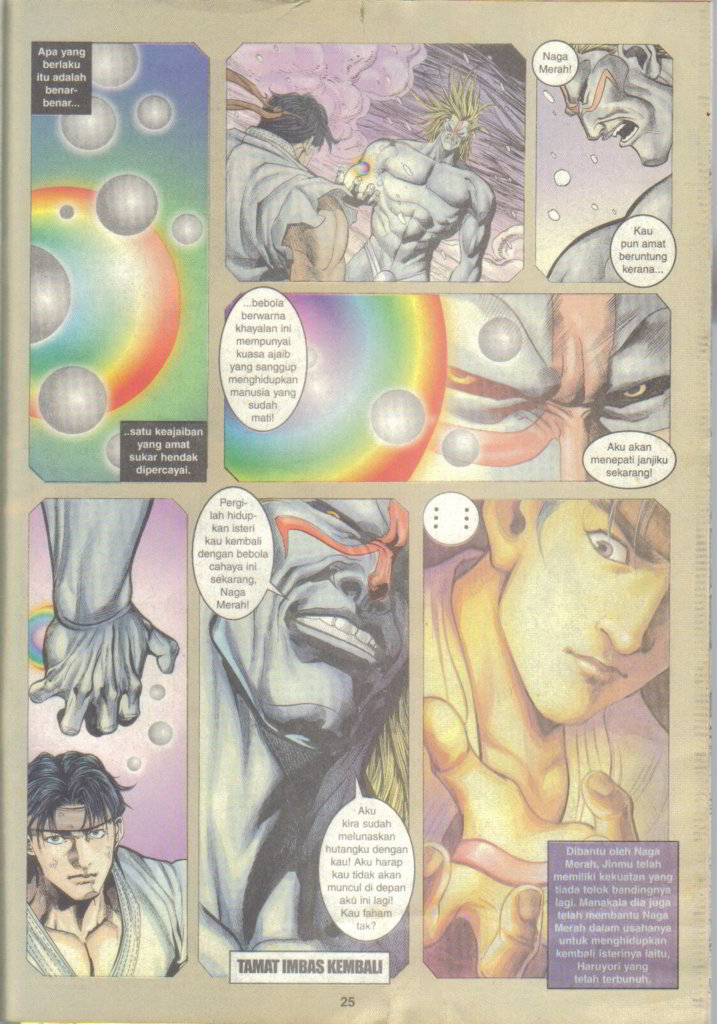 Apa yang
berlaku
itu adalah
benar-
benar...
Naga
Merah!
Kau
pun amat
beruntung
kerana...
...bebola
berwarna
khayalan ini
mempunyai
kuasa ajaib
yang sanggup
menghidupkan
manusia yang
sudah
mati!
..satu keajaiban
yang amat
sukar hendak
dipercayai.
Aku akan
menepati janjiku
sekarang!
Pergi-
lah hidup-
kan isteri
kau kembali
dengan bebola
cahaya ini
sekarang,
Naga
Merah!
Aku
kira sudah
melunaskan
hutangku dengan
kau! Aku harap
kau tidak akan
muncul di depan
aku ini lagi!
Kau faham
tak?
Dibantu oleh Naga
Merah, Jinmu telah
memiliki kekuatan yang
tiada tolok bandingnya
lagi. Manakala dia juga
telah membantu Naga
Merah dalam usahanya
untuk menghidupkan
kembali isterinya iaitu,
Haruyori yang
telah terbunuh.
TAMAT IMBAS KEMBALI
25